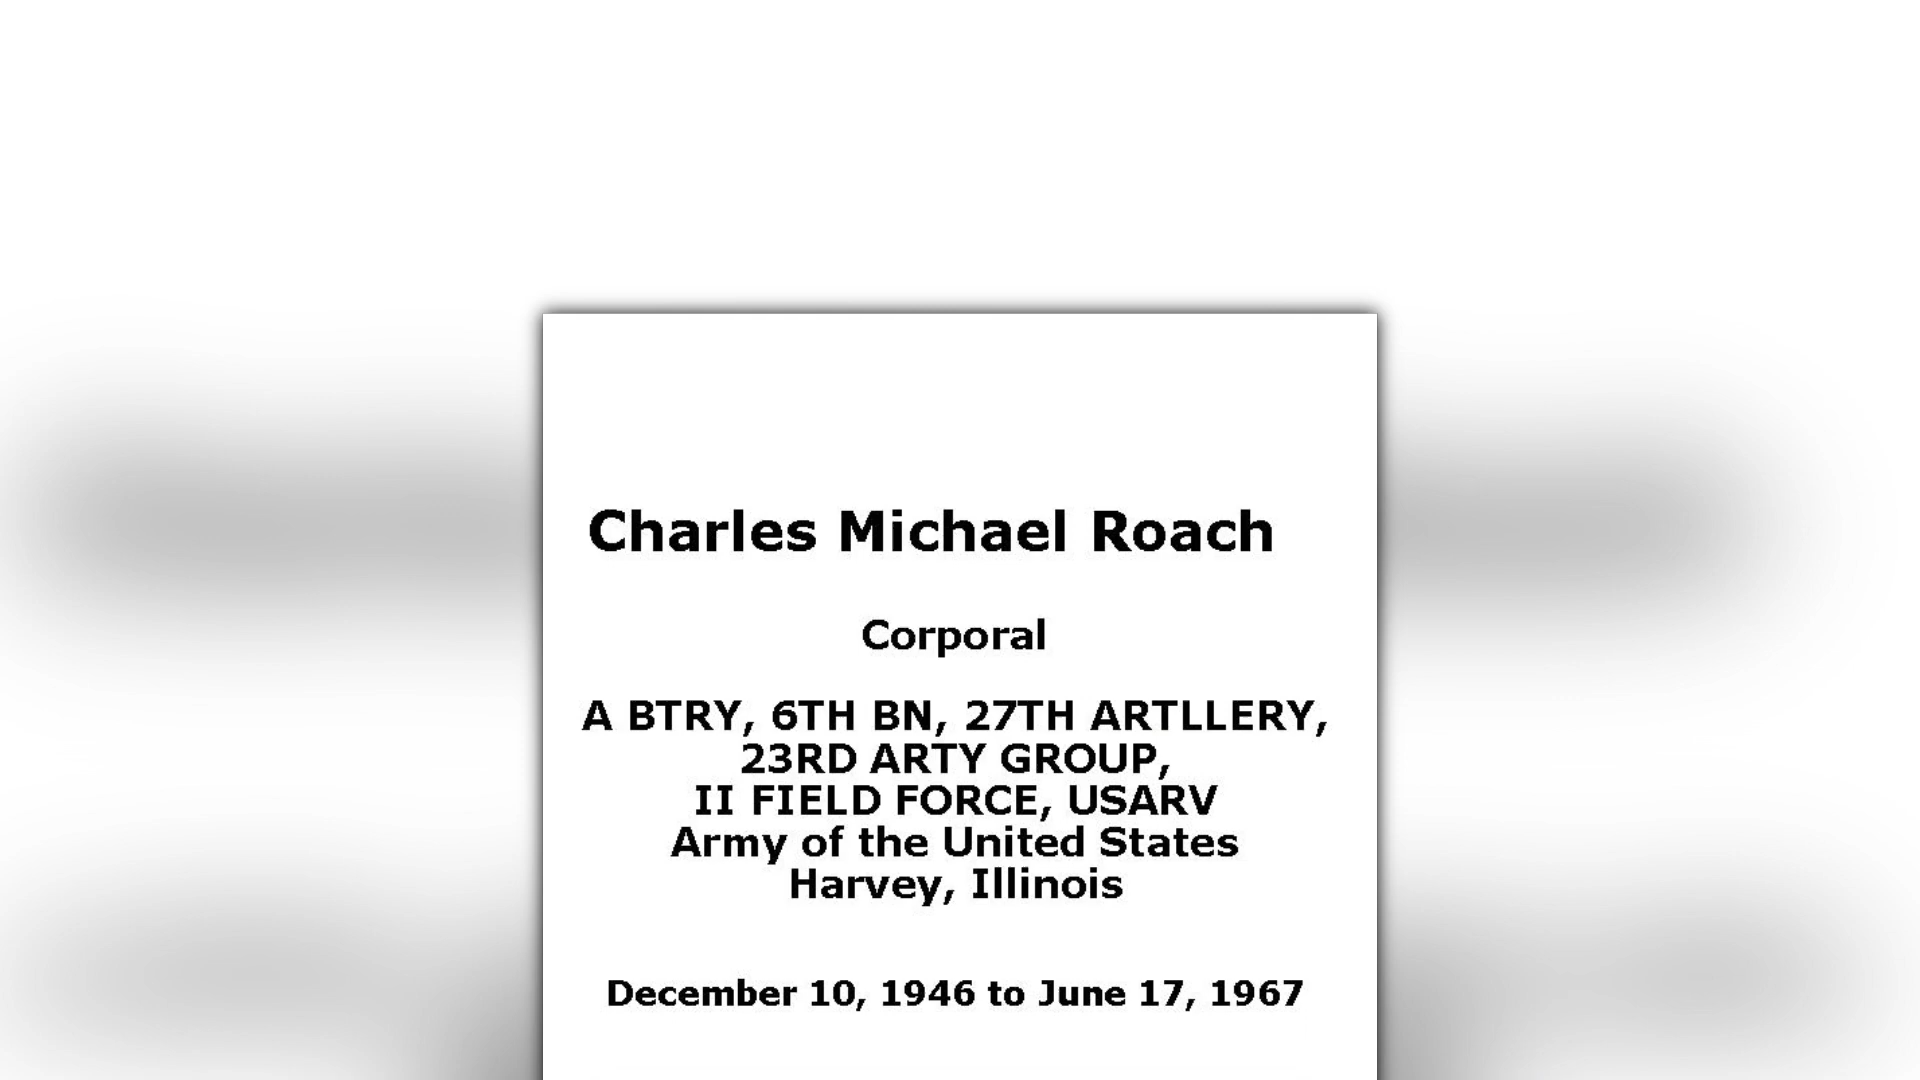 Charles Michael Roach
Corporal
A BTRY, 6TH BN, 27TH ARTLLERY,
23RD ARTY GROUP,
II FIELD FORCE, USARV
Army of the United States
Harvey, Illinois
December 10, 1946 to June 17, 1967